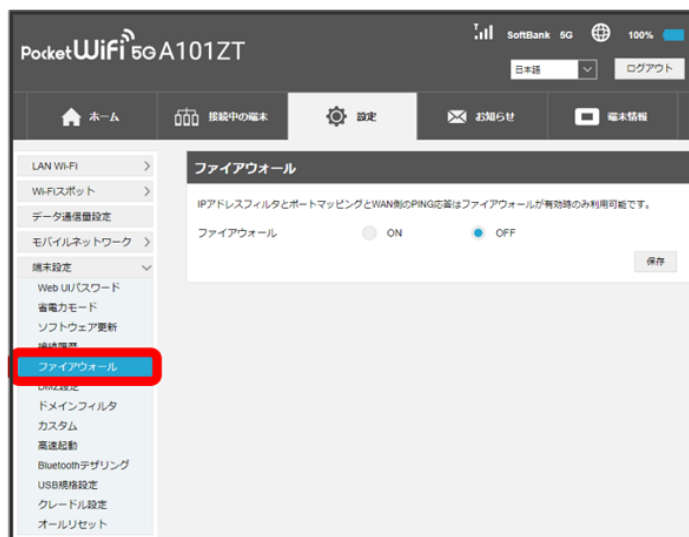 PocketWiFi 5G A101ZT
SoftBank 5G 100%
日本語 ログアウト
ホーム 接続中の端末 設定 お知らせ 端末情報
LAN Wi-Fi
Wi-Fiスポット
データ通信量設定
モバイルネットワーク
端末設定
Web UIパスワード
省電力モード
ソフトウェア更新
接続履歴
ファイアウォール
DMZ設定
ドメインフィルタ
カスタム
高速起動
Bluetoothテザリング
USB規格設定
クレードル設定
オールリセット
ファイアウォール
IPアドレスフィルタとポートマッピングとWAN側のPING応答はファイアウォールが有効時のみ利用可能です。
ファイアウォール ON OFF
保存